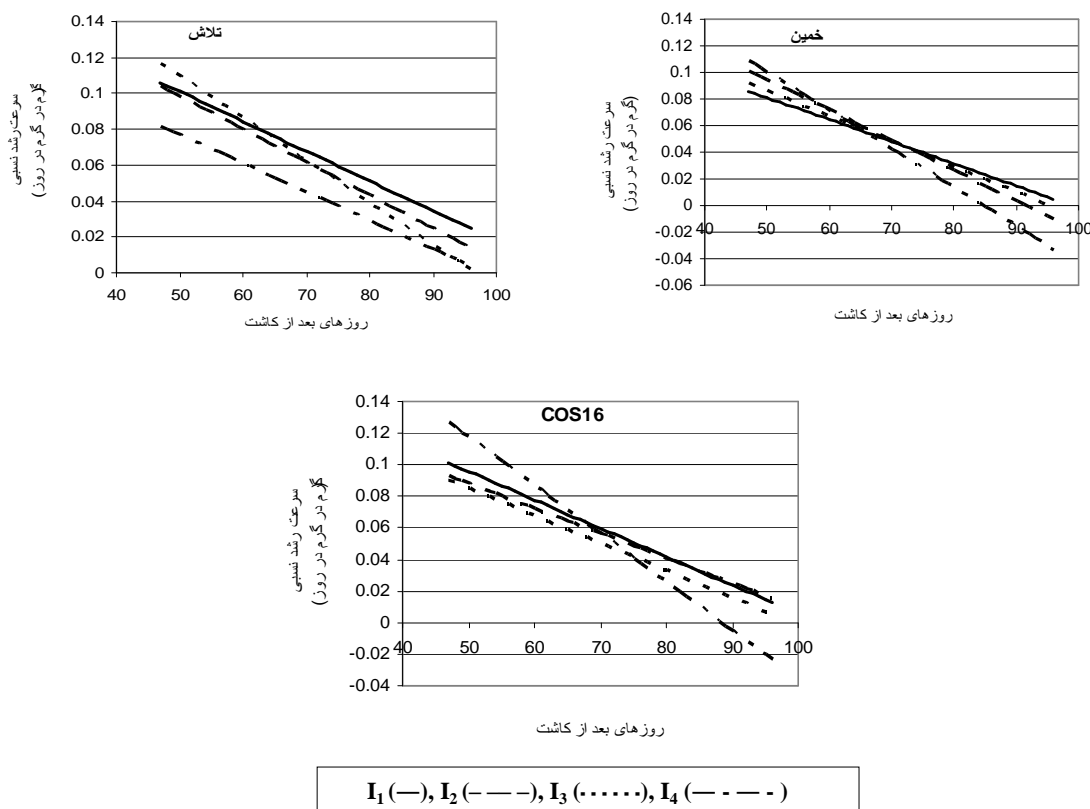 تلاش
0.14
0.12
0.1
0.08
0.06
0.04
0.02
0
40 50 60 70 80 90 100
سرعت رشد نسبی
(گرم در گرم در روز)
روزهای بعد از کاشت
خمین
0.14
0.12
0.1
0.08
0.06
0.04
0.02
0
-0.02
-0.04
-0.06
40 50 60 70 80 90 100
سرعت رشد نسبی
(گرم در گرم در روز)
روزهای بعد از کاشت
COS16
0.14
0.12
0.1
0.08
0.06
0.04
0.02
0
-0.02
-0.04
40 50 60 70 80 90 100
سرعت رشد نسبی
(گرم در گرم در روز)
روزهای بعد از کاشت
I₁ (—), I₂ (– — –), I₃ (······), I₄ (— - — - )